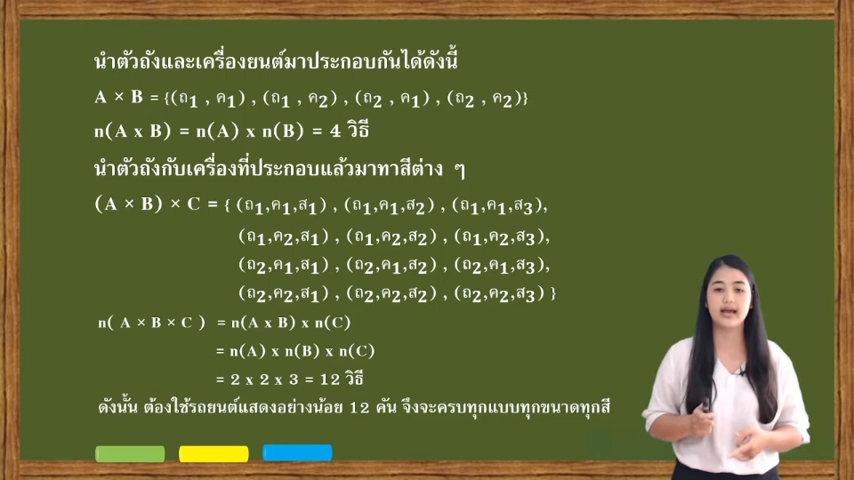 นำตัวถังและเครื่องยนต์มาประกอบกันได้ดังนี้
A × B = {(ถ1 , ค1) , (ถ1 , ค2) , (ถ2 , ค1) , (ถ2 , ค2)}
n(A x B) = n(A) x n(B) = 4 วิธี
นำตัวถังกับเครื่องที่ประกอบแล้วมาทาสีต่าง ๆ
(A × B) × C = { (ถ1,ค1,ส1) , (ถ1,ค1,ส2) , (ถ1,ค1,ส3),
(ถ1,ค2,ส1) , (ถ1,ค2,ส2) , (ถ1,ค2,ส3),
(ถ2,ค1,ส1) , (ถ2,ค1,ส2) , (ถ2,ค1,ส3),
(ถ2,ค2,ส1) , (ถ2,ค2,ส2) , (ถ2,ค2,ส3) }
n( A × B × C ) = n(A x B) x n(C)
= n(A) x n(B) x n(C)
= 2 x 2 x 3 = 12 วิธี
ดังนั้น ต้องใช้รถยนต์แสดงอย่างน้อย 12 คัน จึงจะครบทุกแบบทุกขนาดทุกสี